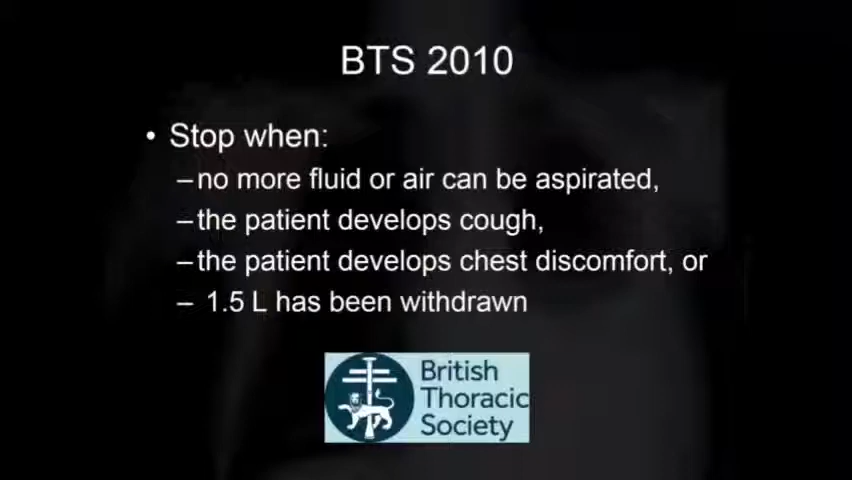 BTS 2010
• Stop when:
–no more fluid or air can be aspirated,
–the patient develops cough,
–the patient develops chest discomfort, or
– 1.5 L has been withdrawn
British
Thoracic
Society